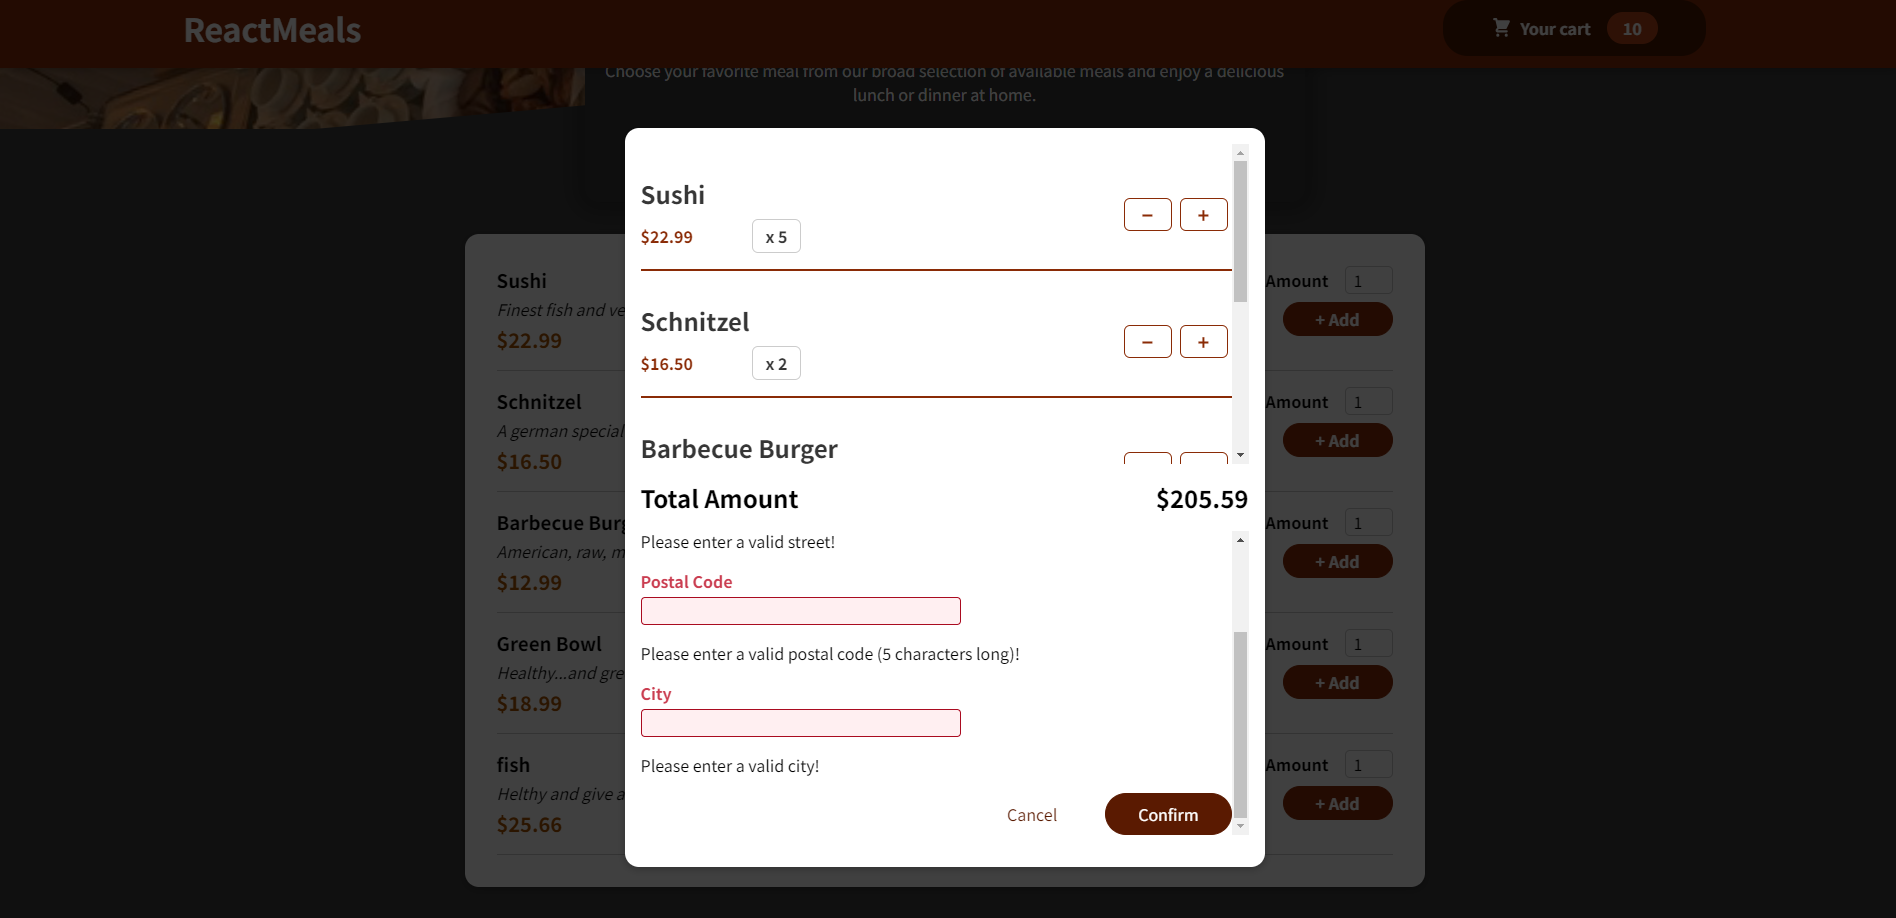 ReactMeals
Your cart 10
Choose your favorite meal from our broad selection of available meals and enjoy a delicious
lunch or dinner at home.
Sushi
$22.99 x 5
− +
Schnitzel
$16.50 x 2
− +
Barbecue Burger
Total Amount $205.59
Please enter a valid street!
Postal Code
Please enter a valid postal code (5 characters long)!
City
Please enter a valid city!
Cancel Confirm
Sushi
Finest fish and ve
$22.99
Amount 1
+ Add
Schnitzel
A german special
$16.50
Amount 1
+ Add
Barbecue Burg
American, raw, m
$12.99
Amount 1
+ Add
Green Bowl
Healthy...and gre
$18.99
Amount 1
+ Add
fish
Helthy and give a
$25.66
Amount 1
+ Add